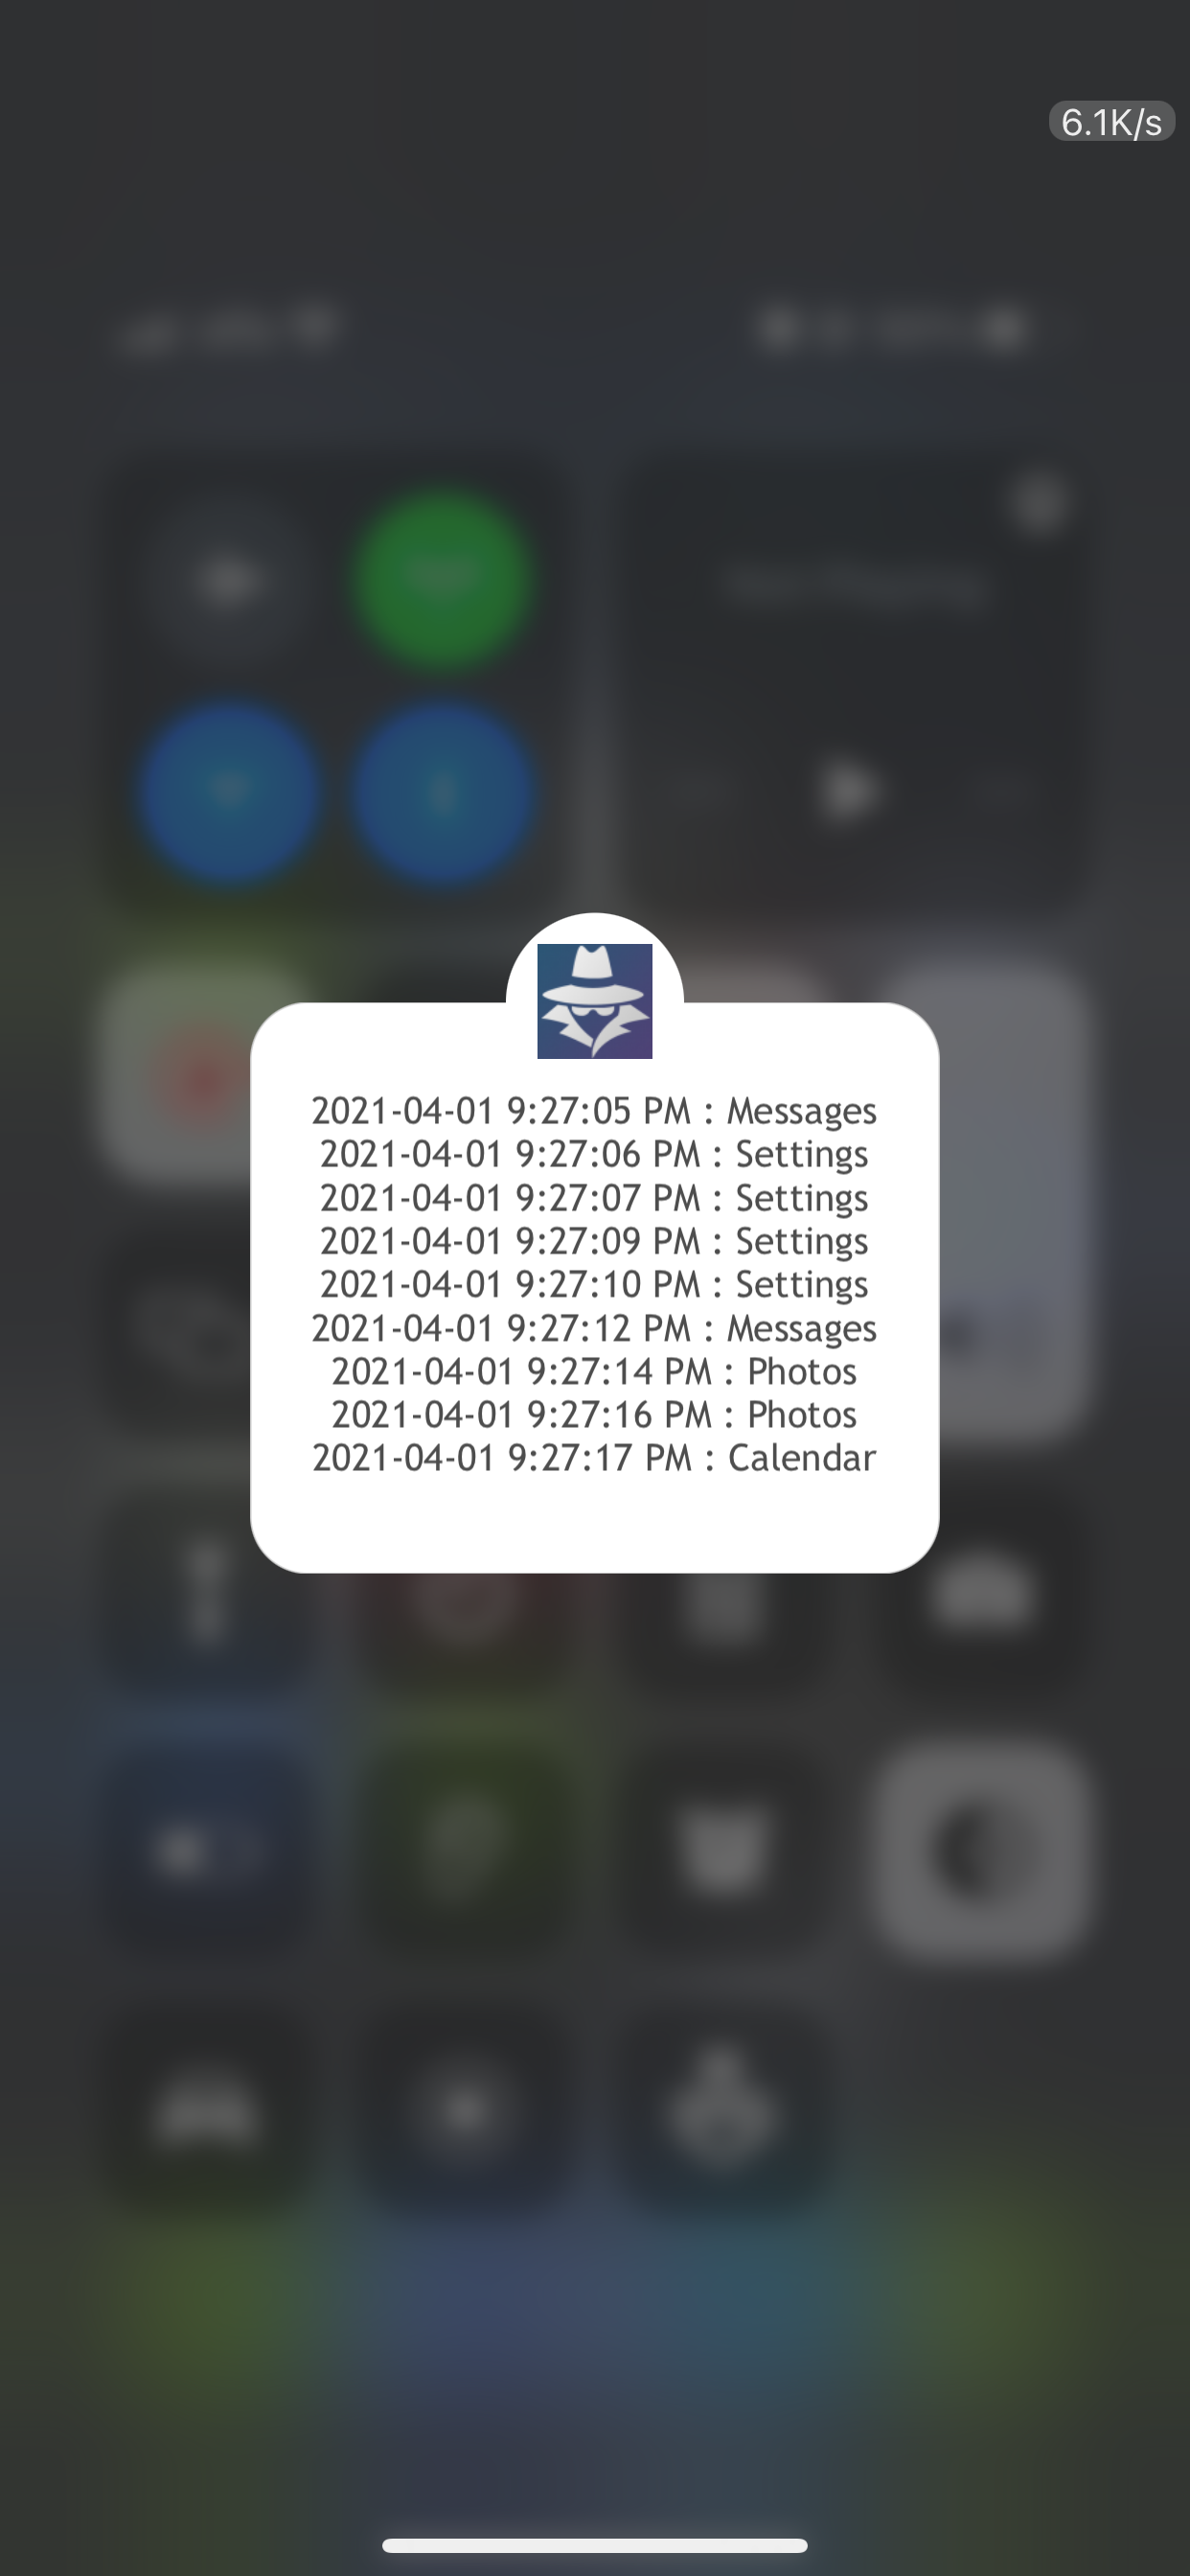 6.1K/s
2021-04-01 9:27:05 PM : Messages
2021-04-01 9:27:06 PM : Settings
2021-04-01 9:27:07 PM : Settings
2021-04-01 9:27:09 PM : Settings
2021-04-01 9:27:10 PM : Settings
2021-04-01 9:27:12 PM : Messages
2021-04-01 9:27:14 PM : Photos
2021-04-01 9:27:16 PM : Photos
2021-04-01 9:27:17 PM : Calendar